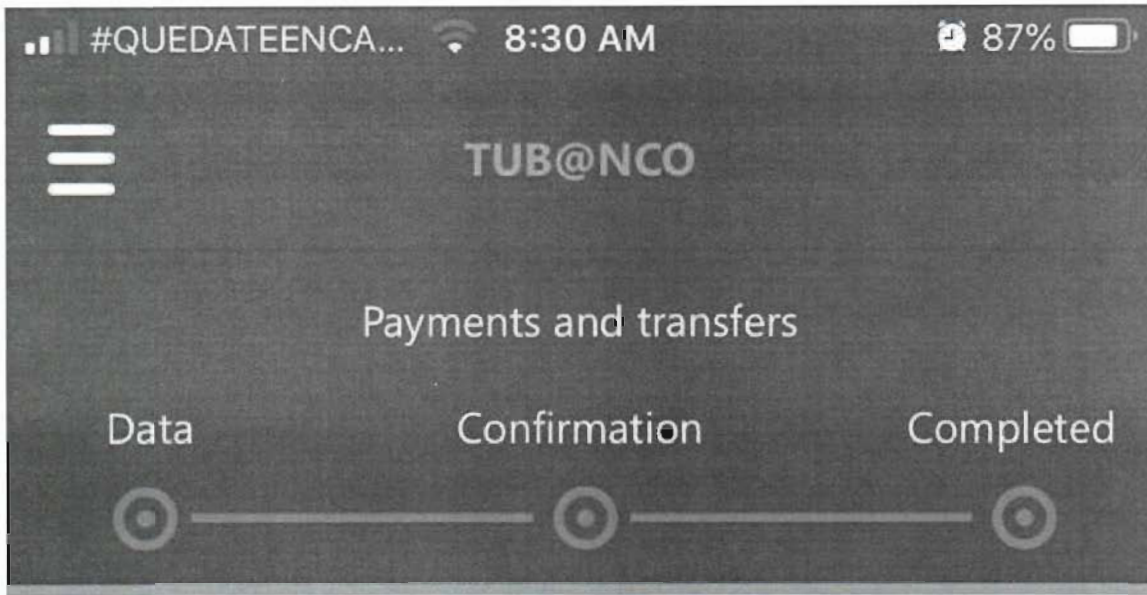 #QUEDATEENCA... 8:30 AM 87%
TUB@NCO
Payments and transfers
Data Confirmation Completed